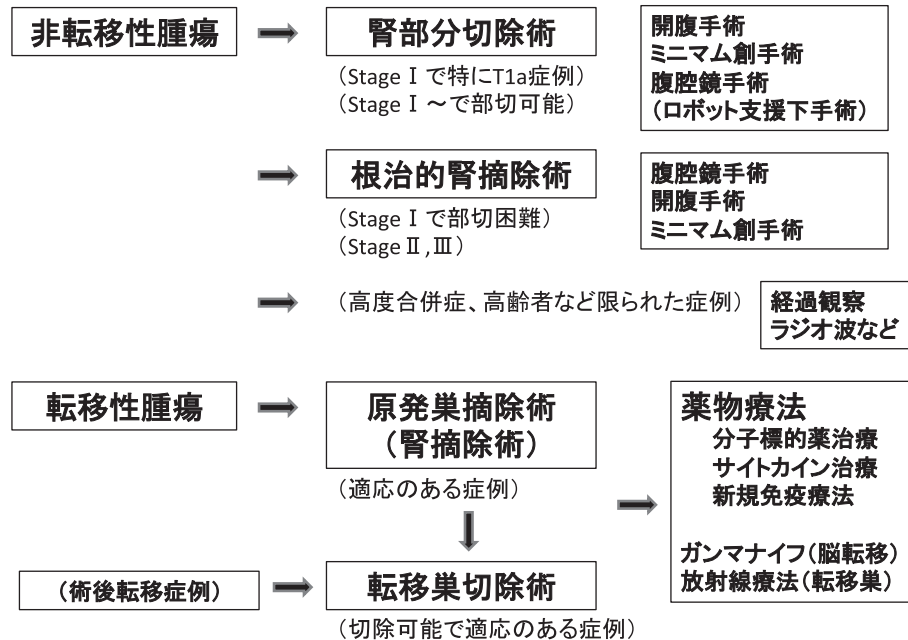 非転移性腫瘍
腎部分切除術
(Stage Ⅰで特にT1a症例)
(Stage Ⅰ～で部切可能)
開腹手術
ミニマム創手術
腹腔鏡手術
(ロボット支援下手術)
根治的腎摘除術
(Stage Ⅰで部切困難)
(Stage Ⅱ,Ⅲ)
腹腔鏡手術
開腹手術
ミニマム創手術
(高度合併症、高齢者など限られた症例)
経過観察
ラジオ波など
転移性腫瘍
原発巣摘除術
(腎摘除術)
(適応のある症例)
薬物療法
分子標的薬治療
サイトカイン治療
新規免疫療法
ガンマナイフ(脳転移)
放射線療法(転移巣)
(術後転移症例)
転移巣切除術
(切除可能で適応のある症例)